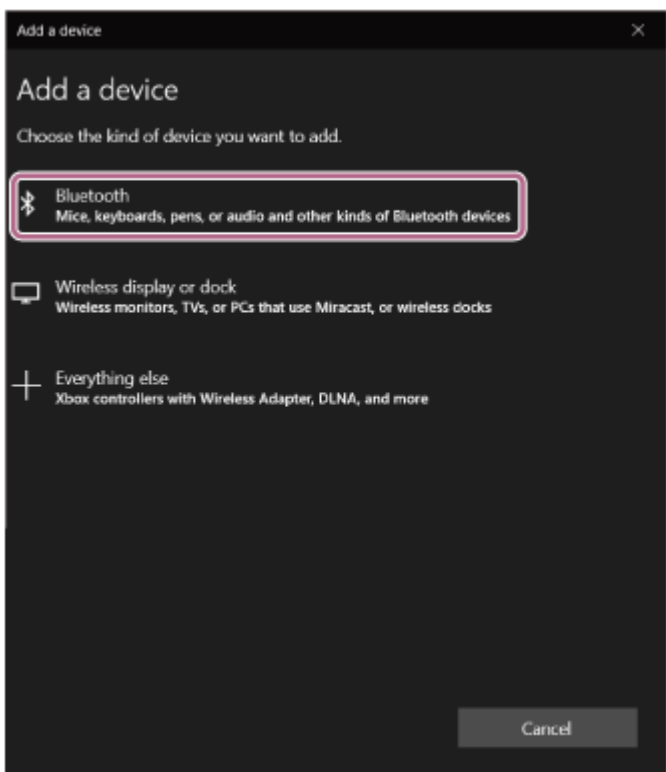 Add a device
Add a device
Choose the kind of device you want to add.
Bluetooth
Mice, keyboards, pens, or audio and other kinds of Bluetooth devices
Wireless display or dock
Wireless monitors, TVs, or PCs that use Miracast, or wireless docks
Everything else
Xbox controllers with Wireless Adapter, DLNA, and more
Cancel